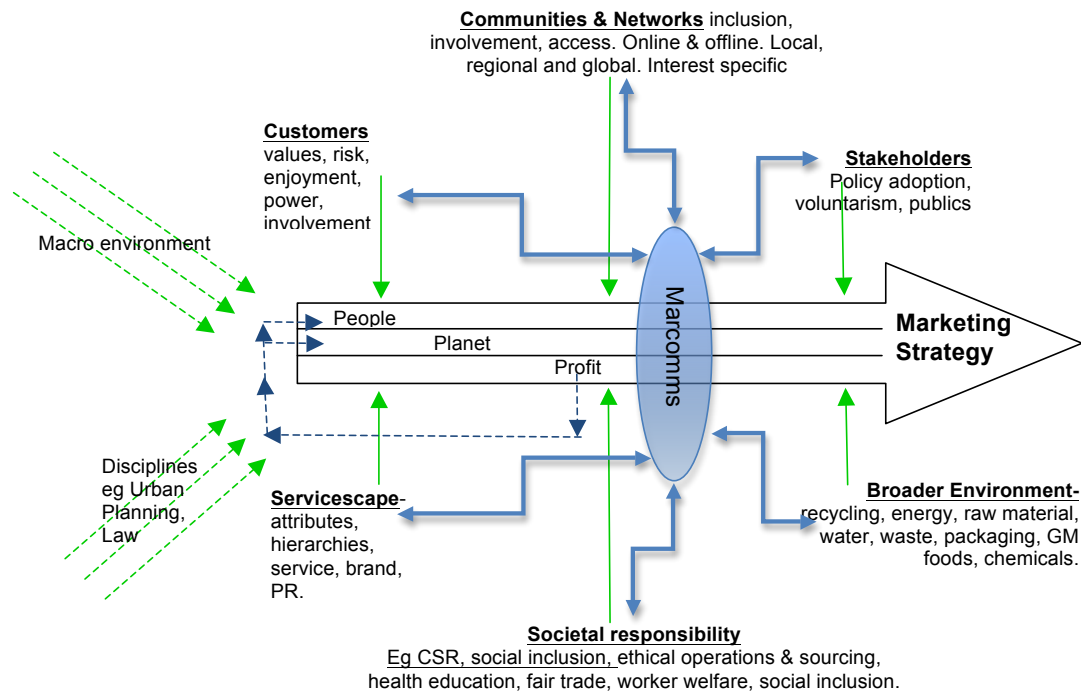 Communities & Networks inclusion,
involvement, access. Online & offline. Local,
regional and global. Interest specific
Customers
values, risk,
enjoyment,
power,
involvement
Stakeholders
Policy adoption,
voluntarism, publics
Macro environment
People
Planet
Profit
Marcomms
Marketing
Strategy
Disciplines
eg Urban
Planning,
Law
Servicescape-
attributes,
hierarchies,
service, brand,
PR.
Broader Environment-
recycling, energy, raw material,
water, waste, packaging, GM
foods, chemicals.
Societal responsibility
Eg CSR, social inclusion, ethical operations & sourcing,
health education, fair trade, worker welfare, social inclusion.